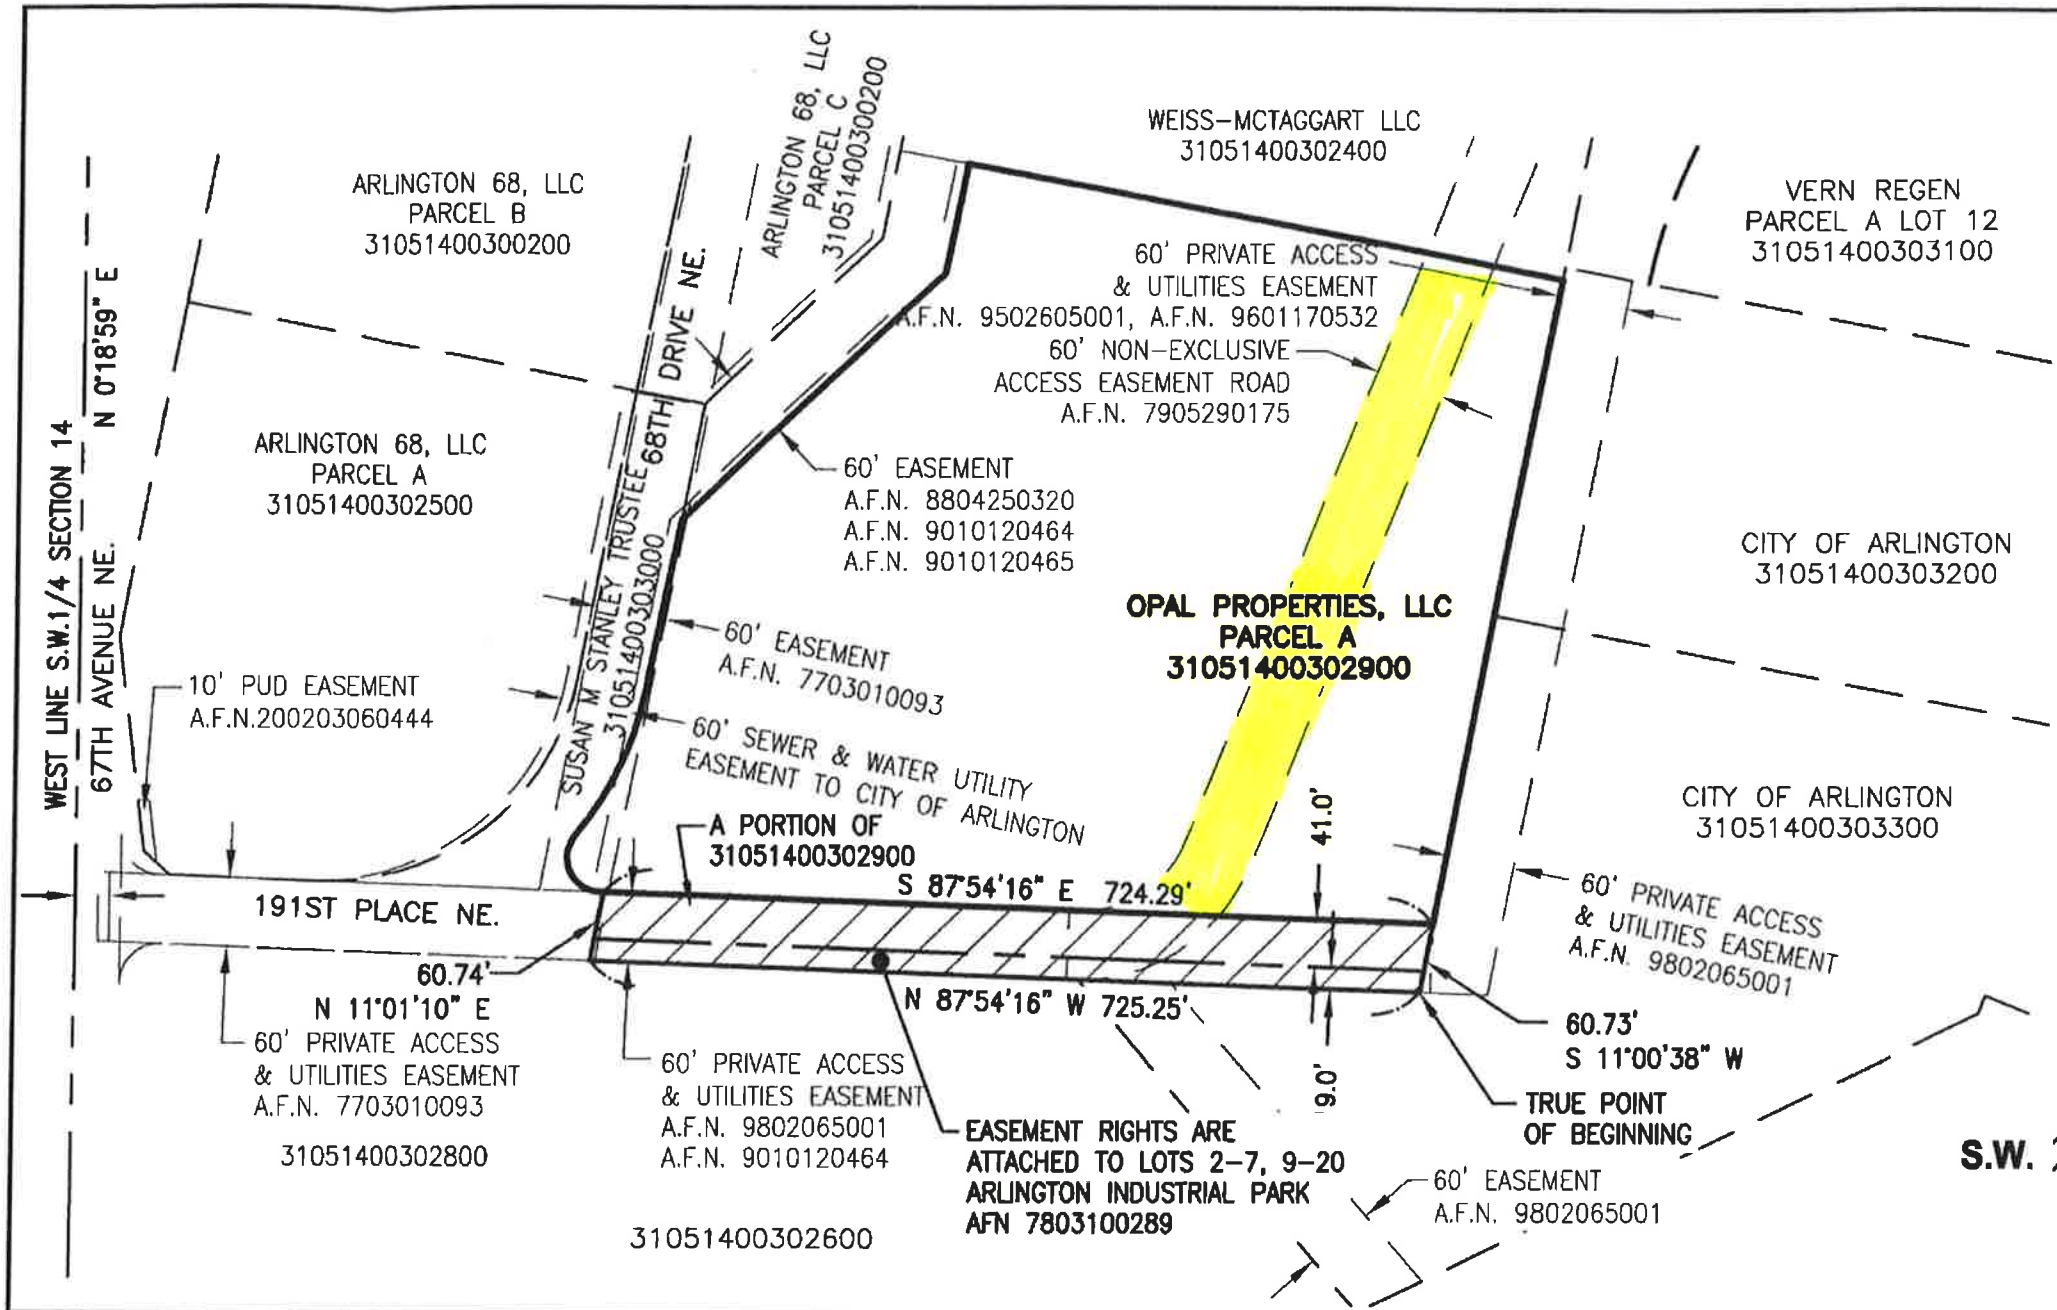 ARLINGTON 68, LLC
PARCEL B
31051400300200
ARLINGTON 68, LLC
PARCEL C
31051400300200
WEISS-MCTAGGART LLC
31051400302400
VERN REGEN
PARCEL A LOT 12
31051400303100
WEST LINE S.W.1/4 SECTION 14
67TH AVENUE NE.
N 0°18'59" E
68TH DRIVE NE.
60' PRIVATE ACCESS
& UTILITIES EASEMENT
A.F.N. 9502605001, A.F.N. 9601170532
60' NON-EXCLUSIVE
ACCESS EASEMENT ROAD
A.F.N. 7905290175
ARLINGTON 68, LLC
PARCEL A
31051400302500
60' EASEMENT
A.F.N. 8804250320
A.F.N. 9010120464
A.F.N. 9010120465
SUSAN M STANLEY TRUSTEE
31051400303000
CITY OF ARLINGTON
31051400303200
OPAL PROPERTIES, LLC
PARCEL A
31051400302900
60' EASEMENT
A.F.N. 7703010093
10' PUD EASEMENT
A.F.N.200203060444
60' SEWER & WATER UTILITY
EASEMENT TO CITY OF ARLINGTON
CITY OF ARLINGTON
31051400303300
A PORTION OF
31051400302900
41.0'
S 87°54'16" E 724.29'
60' PRIVATE ACCESS
& UTILITIES EASEMENT
A.F.N. 9802065001
191ST PLACE NE.
60.74'
N 11°01'10" E
N 87°54'16" W 725.25'
60.73'
S 11°00'38" W
9.0'
TRUE POINT
OF BEGINNING
60' PRIVATE ACCESS
& UTILITIES EASEMENT
A.F.N. 7703010093
31051400302800
60' PRIVATE ACCESS
& UTILITIES EASEMENT
A.F.N. 9802065001
A.F.N. 9010120464
EASEMENT RIGHTS ARE
ATTACHED TO LOTS 2-7, 9-20
ARLINGTON INDUSTRIAL PARK
AFN 7803100289
60' EASEMENT
A.F.N. 9802065001
S.W.
31051400302600